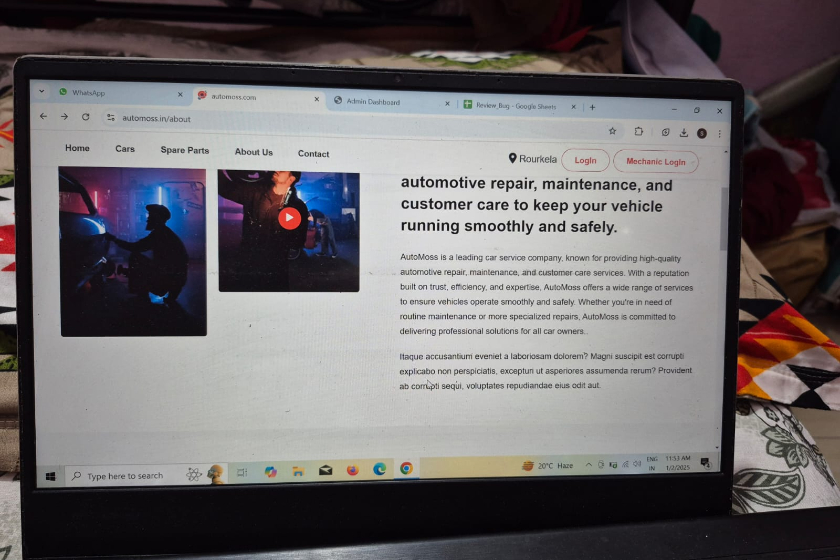 WhatsApp
automoss.com
Admin Dashboard
Review_Bug - Google Sheets
automoss.in/about
Home
Cars
Spare Parts
About Us
Contact
Rourkela
Login
Mechanic Login
automotive repair, maintenance, and
customer care to keep your vehicle
running smoothly and safely.
AutoMoss is a leading car service company, known for providing high-quality
automotive repair, maintenance, and customer care services. With a reputation
built on trust, efficiency, and expertise, AutoMoss offers a wide range of services
to ensure vehicles operate smoothly and safely. Whether you're in need of
routine maintenance or more specialized repairs, AutoMoss is committed to
delivering professional solutions for all car owners.
Itaque accusantium eveniet a laboriosam dolorem? Magni suscipit est corrupti
explicabo non perspiciatis, excepturi ut asperiores assumenda rerum? Provident
ab corrupti sequi, voluptates repudiandae eius odit aut.
Type here to search
20°C Haze
ENG
IN
11:53 AM
1/2/2025